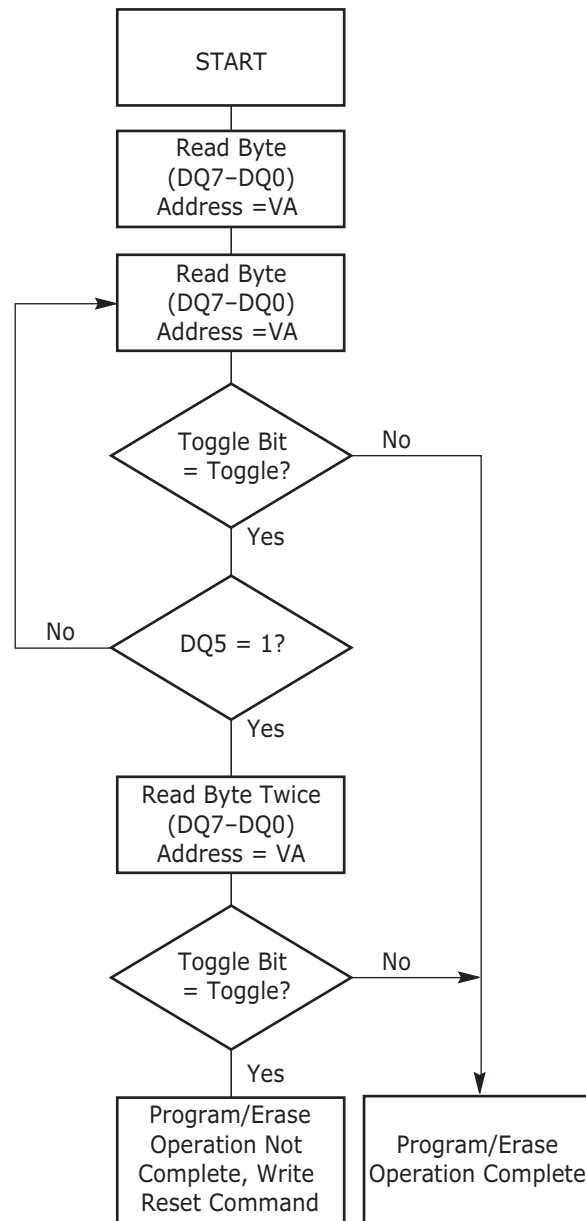 START
Read Byte
(DQ7–DQ0)
Address =VA
Read Byte
(DQ7–DQ0)
Address =VA
Toggle Bit
= Toggle?
No
Yes
No
DQ5 = 1?
Yes
Read Byte Twice
(DQ7–DQ0)
Address = VA
Toggle Bit
= Toggle?
No
Yes
Program/Erase
Operation Not
Complete, Write
Reset Command
Program/Erase
Operation Complete